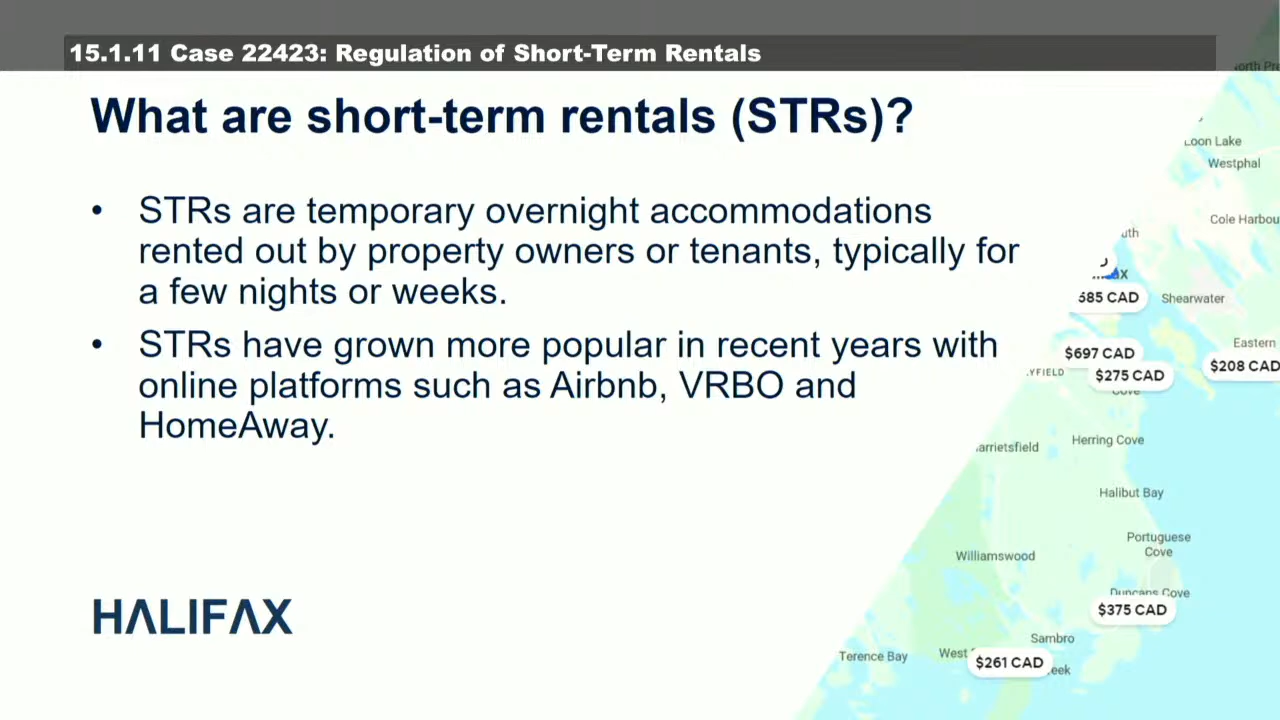 15.1.11 Case 22423: Regulation of Short-Term Rentals
What are short-term rentals (STRs)?
• STRs are temporary overnight accommodations
rented out by property owners or tenants, typically for
a few nights or weeks.
• STRs have grown more popular in recent years with
online platforms such as Airbnb, VRBO and
HomeAway.
HALIFAX
Loon Lake
Westphal
Cole Harbou
Shearwater
Eastern
$697 CAD
$208 CAD
$275 CAD
Herring Cove
Halibut Bay
Portuguese
Cove
Williamswood
Duncans Cove
$375 CAD
Sambro
Terence Bay
West
$261 CAD
eek